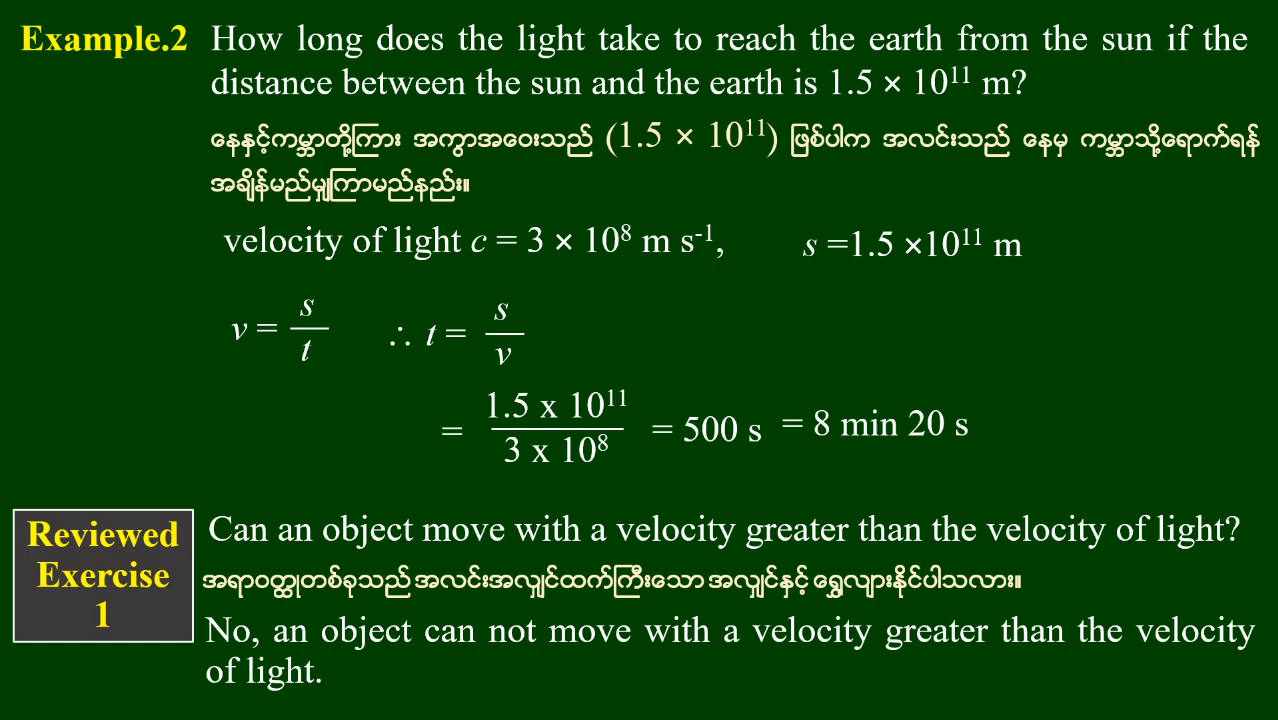 Example.2 How long does the light take to reach the earth from the sun if the
distance between the sun and the earth is 1.5 × 10¹¹ m?
နေနှင့်ကမ္ဘာတို့ကြား အကွာအဝေးသည် (1.5 × 10¹¹) ဖြစ်ပါက အလင်းသည် နေမှ ကမ္ဘာသို့ရောက်ရန်
အချိန်မည်မျှကြာမည်နည်း။
velocity of light c = 3 × 10⁸ m s⁻¹, s =1.5 ×10¹¹ m
v = s/t ∴ t = s/v
= 1.5 x 10¹¹ / 3 x 10⁸ = 500 s = 8 min 20 s
Reviewed Exercise 1
Can an object move with a velocity greater than the velocity of light?
အရာဝတ္ထုတစ်ခုသည် အလင်းအလျှင်ထက်ကြီးသော အလျှင်နှင့် ရွှေလျားနိုင်ပါသလား။
No, an object can not move with a velocity greater than the velocity
of light.